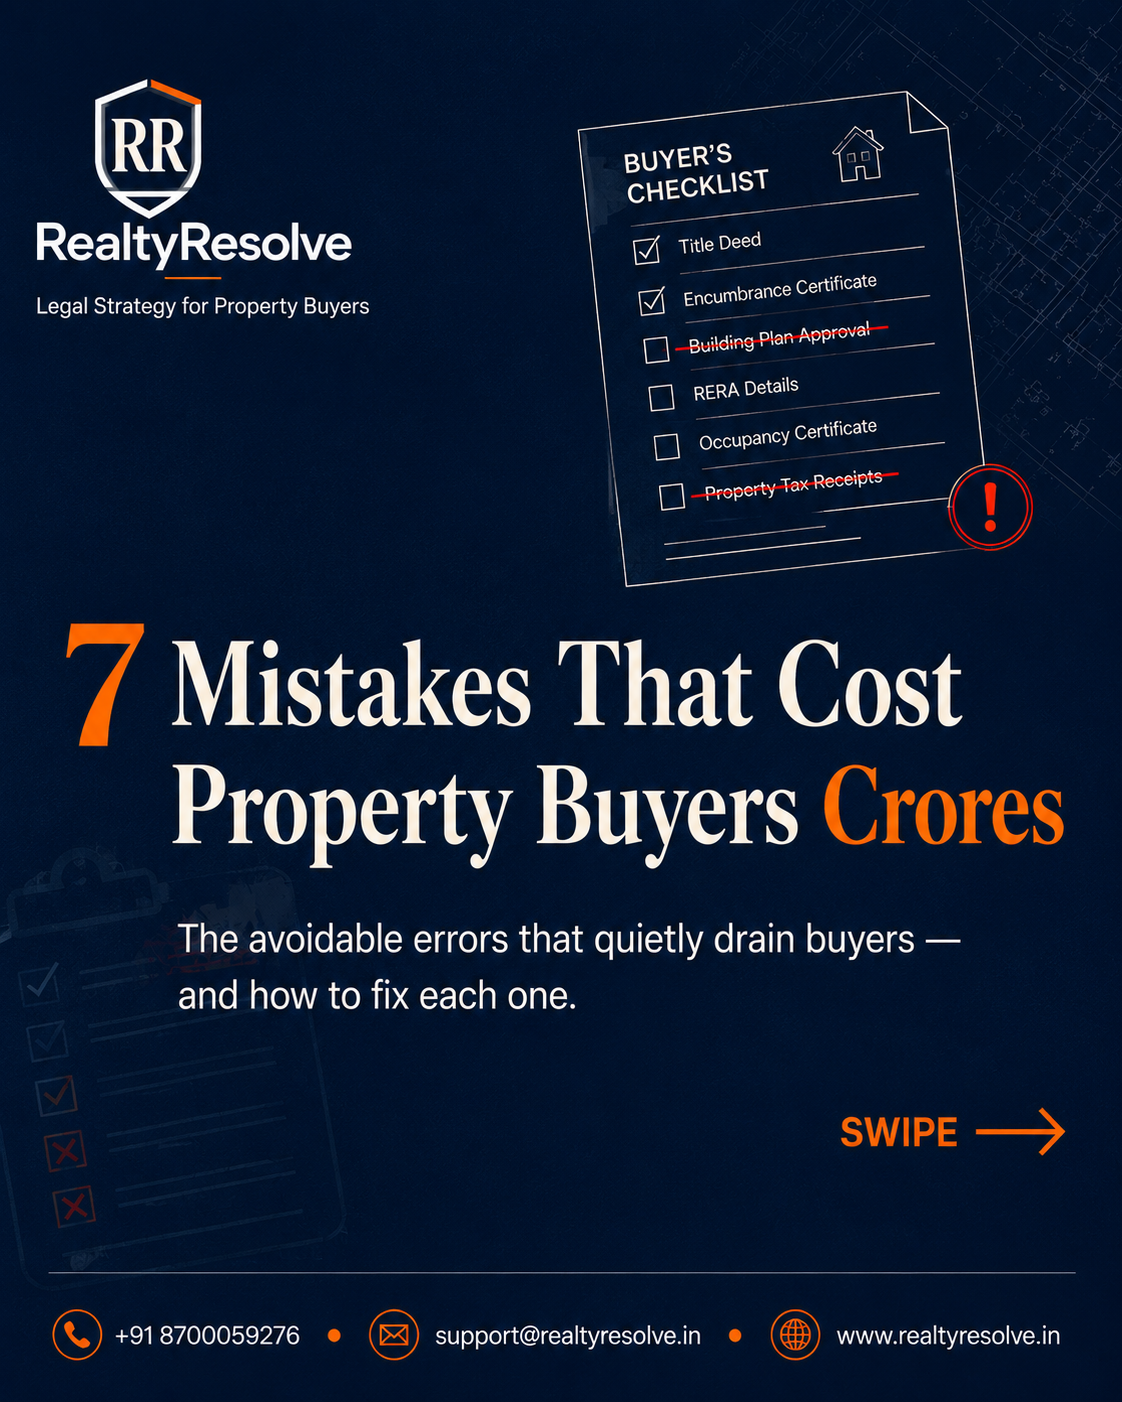 RR
RealtyResolve
Legal Strategy for Property Buyers
BUYER'S
CHECKLIST
Title Deed
Encumbrance Certificate
Building Plan Approval
RERA Details
Occupancy Certificate
Property Tax Receipts
!
7 Mistakes That Cost
Property Buyers Crores
The avoidable errors that quietly drain buyers —
and how to fix each one.
SWIPE
+91 8700059276 • support@realtyresolve.in • www.realtyresolve.in